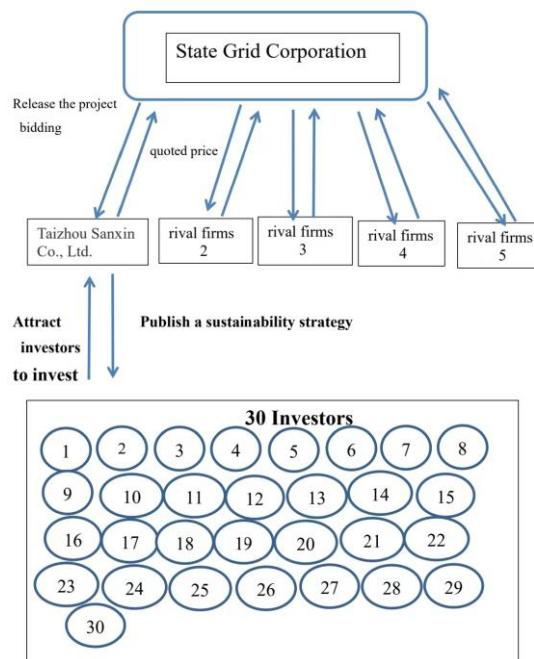 State Grid Corporation
Release the project
bidding
quoted price
Taizhou Sanxin
Co., Ltd.
rival firms
2
rival firms
3
rival firms
4
rival firms
5
Attract
investors
to invest
Publish a sustainability strategy
30 Investors
1 2 3 4 5 6 7 8
9 10 11 12 13 14 15
16 17 18 19 20 21 22
23 24 25 26 27 28 29
30